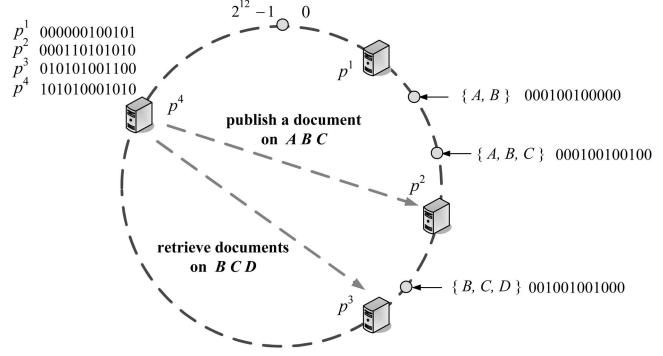 2^12 −1 0
p^1 000000100101
p^2 000110101010
p^3 010101001100
p^4 101010001010
p^1
p^4
{ A, B } 000100100000
publish a document
on A B C
{ A, B, C } 000100100100
p^2
retrieve documents
on B C D
{ B, C, D } 001001001000
p^3